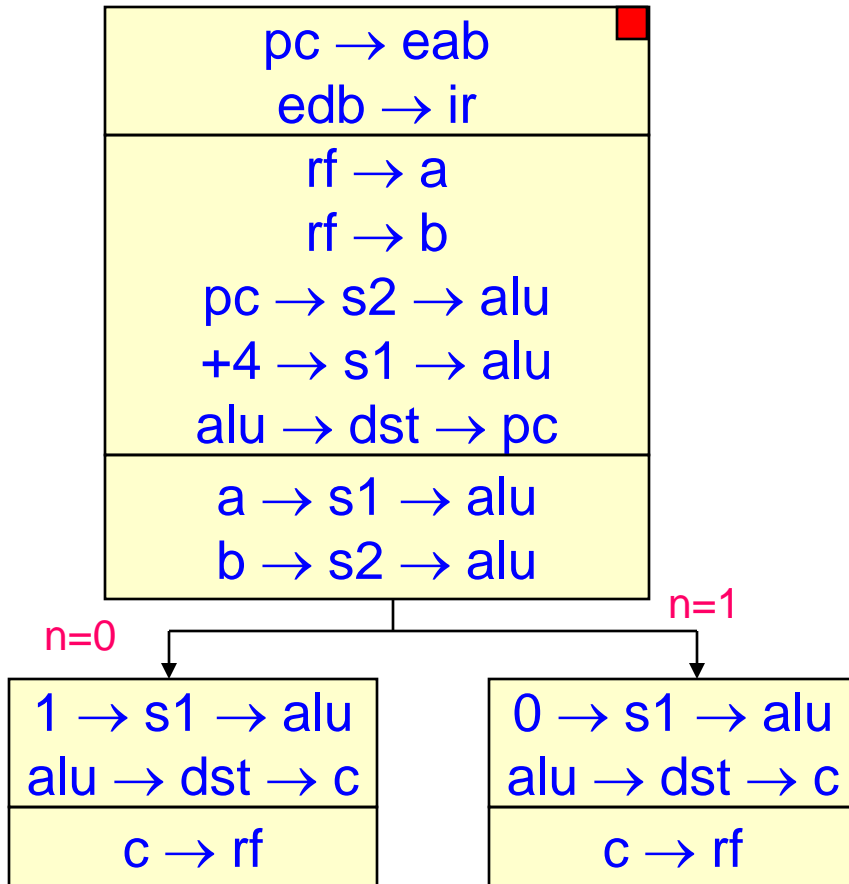 pc → eab
edb → ir
rf → a
rf → b
pc → s2 → alu
+4 → s1 → alu
alu → dst → pc
a → s1 → alu
b → s2 → alu
n=0
n=1
1 → s1 → alu
alu → dst → c
c → rf
0 → s1 → alu
alu → dst → c
c → rf